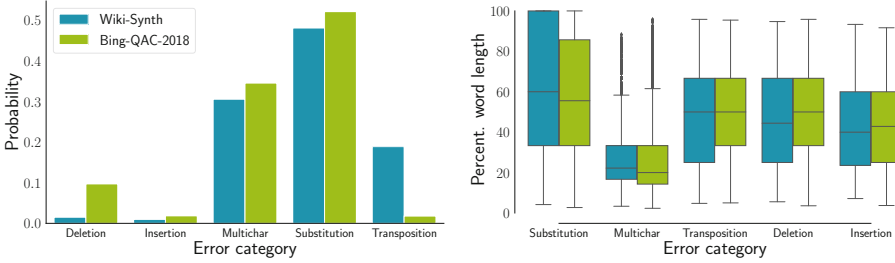 Wiki-Synth
Bing-QAC-2018
Probability
0.5
0.4
0.3
0.2
0.1
0.0
Deletion Insertion Multichar Substitution Transposition
Error category
Percent. word length
100
80
60
40
20
0
Substitution Multichar Transposition Deletion Insertion
Error category